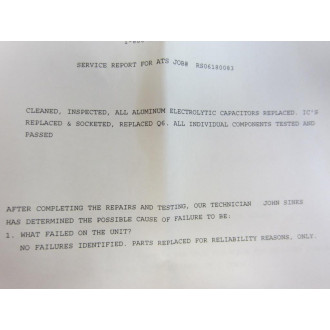 SERVICE REPORT FOR ATS JOB# RN06180083
CLEANED, INSPECTED, ALL ALUMINUM ELECTROLYTIC CAPACITORS REPLACED. IC'S
REPLACED & SOCKETED, REPLACED Q6. ALL INDIVIDUAL COMPONENTS TESTED AND
PASSED
AFTER COMPLETING THE REPAIRS AND TESTING, OUR TECHNICIAN JOHN
HAS DETERMINED THE POSSIBLE CAUSE OF FAILURE TO BE:
1. WHAT FAILED ON THE UNIT?
NO FAILURES IDENTIFIED. PARTS REPLACED FOR RELIABILITY REASONS, ONLY.